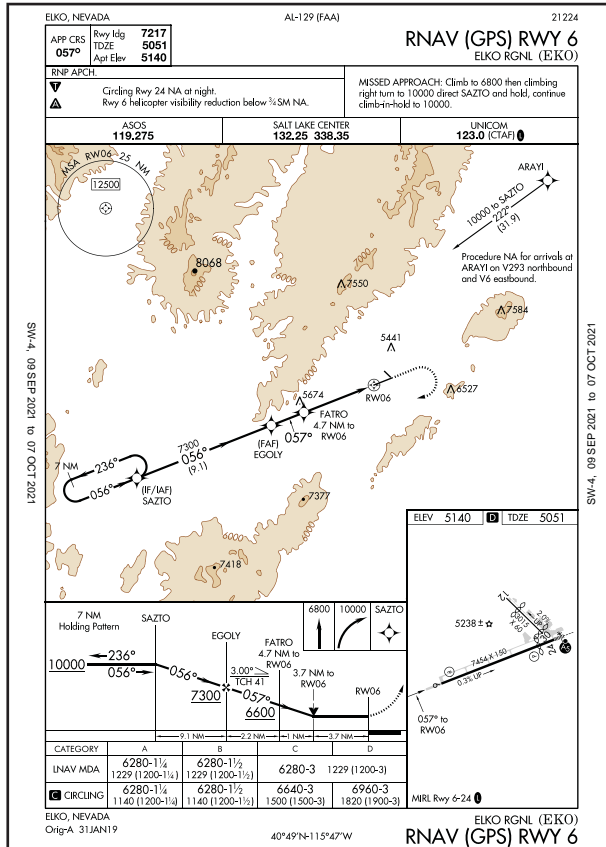 ELKO, NEVADA
AL-129 (FAA)
21224
APP CRS
057°
Rwy ldg 7217
TDZE 5051
Apt Elev 5140
RNAV (GPS) RWY 6
ELKO RGNL (EKO)
RNP APCH.
T
A
Circling Rwy 24 NA at night.
Rwy 6 helicopter visibility reduction below ¾ SM NA.
MISSED APPROACH: Climb to 6800 then climbing
right turn to 10000 direct SAZTO and hold, continue
climb-in-hold to 10000.
ASOS
119.275
SALT LAKE CENTER
132.25 338.35
UNICOM
123.0 (CTAF) L
MSA RW06 25 NM
12500
ARAYI
10000 to SAZTO
222°
(31.9)
Procedure NA for arrivals at
ARAYI on V293 northbound
and V6 eastbound.
8068
7000
7550
7584
5441
5674
6527
RW06
FATRO
4.7 NM to
RW06
057°
(FAF)
EGOLY
7300
056°
(9.1)
7 NM
236°
056°
(IF/IAF)
SAZTO
7377
7418
SW-4, 09 SEP 2021 to 07 OCT 2021
SW-4, 09 SEP 2021 to 07 OCT 2021
ELEV 5140
D
TDZE 5051
12
3015
X 60
2.0%
UP
24
A5
5238 ±
7454 X 150
0.3% UP
057° to
RW06
MIRL Rwy 6-24 L
7 NM
Holding Pattern
SAZTO
EGOLY
FATRO
4.7 NM to
RW06
3.7 NM to
RW06
RW06
6800
10000
SAZTO
10000
236°
056°
056°
7300
3.00°
TCH 41
057°
6600
9.1 NM
2.2 NM
1 NM
3.7 NM
CATEGORY A B C D
LNAV MDA
6280-1¼
1229 (1200-1¼)
6280-1½
1229 (1200-1½)
6280-3 1229 (1200-3)
C CIRCLING
6280-1¼
1140 (1200-1¼)
6280-1½
1140 (1200-1½)
6640-3
1500 (1500-3)
6960-3
1820 (1900-3)
ELKO, NEVADA
Orig-A 31JAN19
40°49'N-115°47'W
ELKO RGNL (EKO)
RNAV (GPS) RWY 6